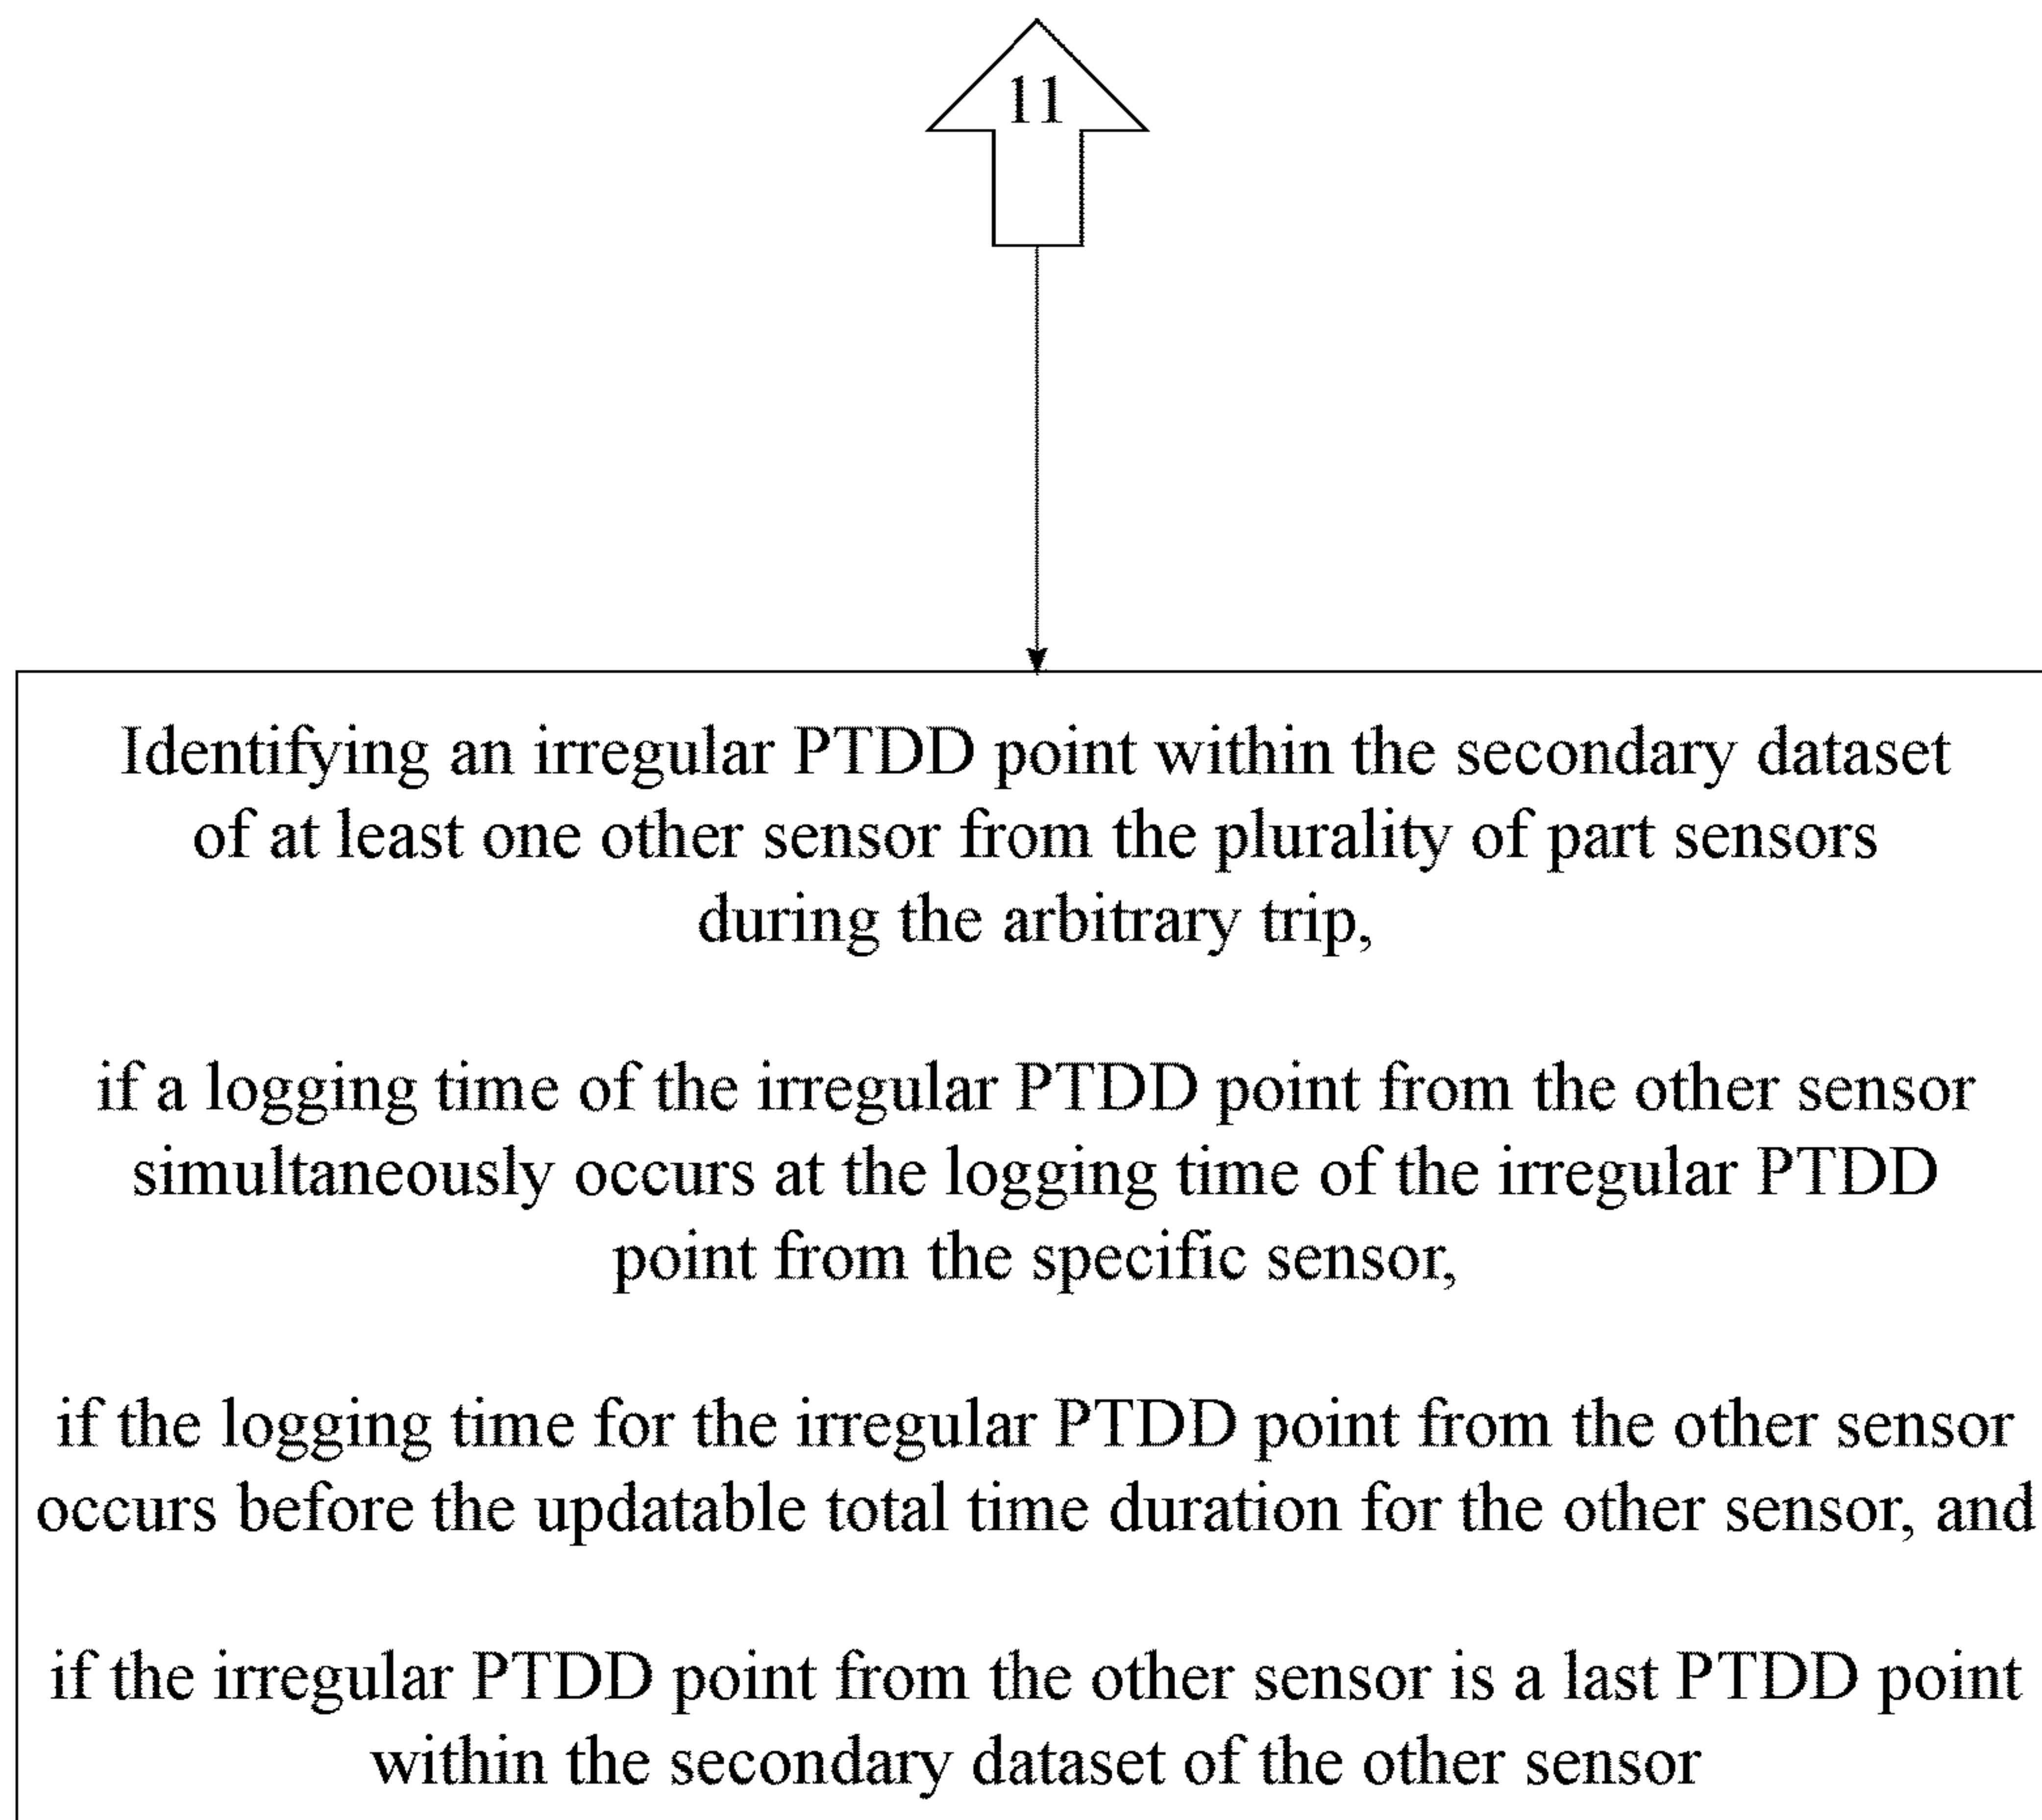 11
Identifying an irregular PTDD point within the secondary dataset
of at least one other sensor from the plurality of part sensors
during the arbitrary trip,
if a logging time of the irregular PTDD point from the other sensor
simultaneously occurs at the logging time of the irregular PTDD
point from the specific sensor,
if the logging time for the irregular PTDD point from the other sensor
occurs before the updatable total time duration for the other sensor, and
if the irregular PTDD point from the other sensor is a last PTDD point
within the secondary dataset of the other sensor